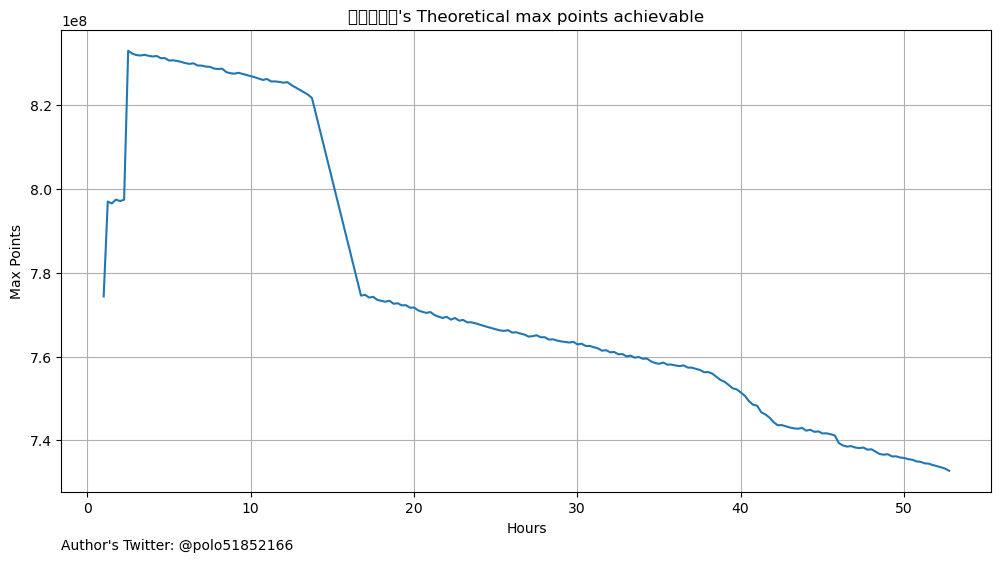 's Theoretical max points achievable
1e8
8.2
8.0
7.8
7.6
7.4
Max Points
0 10 20 30 40 50
Hours
Author's Twitter: @polo51852166